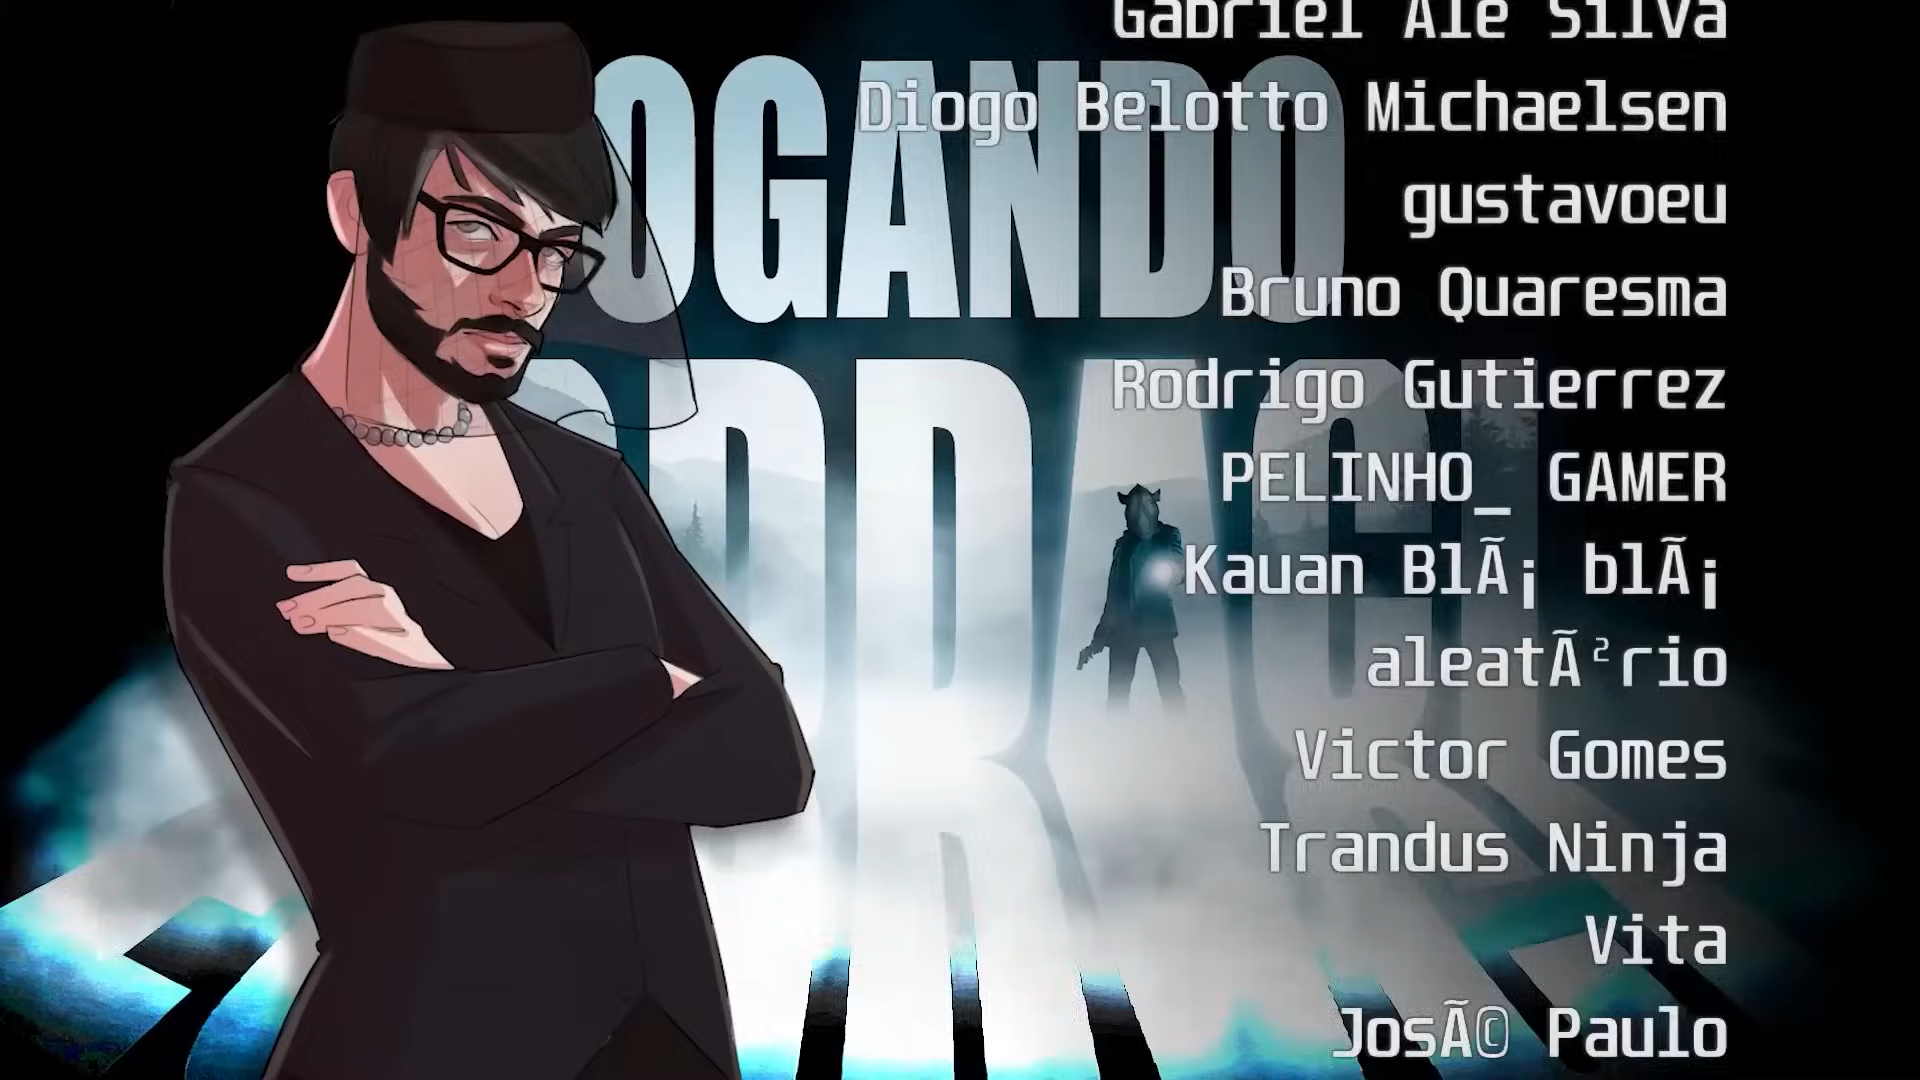 Gabriel Ale Silva
OGANDO
Diogo Belotto Michaelsen
gustavoeu
Bruno Quaresma
Rodrigo Gutierrez
PELINHO_ GAMER
Kauan BlÃ¡ blÃ¡
aleatÃ²rio
Victor Gomes
Trandus Ninja
Vita
JosÃ© Paulo